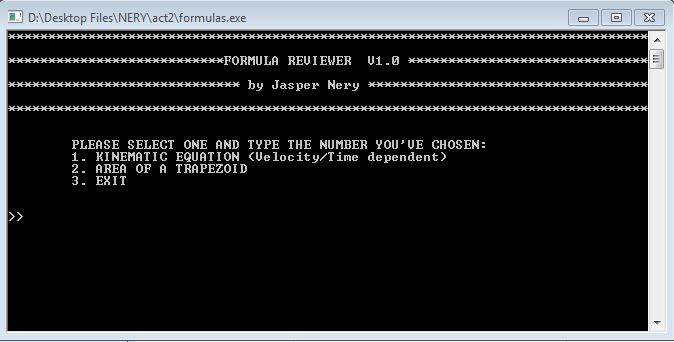 D:\Desktop Files\NERY\act2\formulas.exe
********************************************************************************
***************************FORMULA REVIEWER  V1.0 ******************************
***************************** by Jasper Nery ***********************************
********************************************************************************
PLEASE SELECT ONE AND TYPE THE NUMBER YOU'VE CHOSEN:
1. KINEMATIC EQUATION (Velocity/Time dependent)
2. AREA OF A TRAPEZOID
3. EXIT
>>